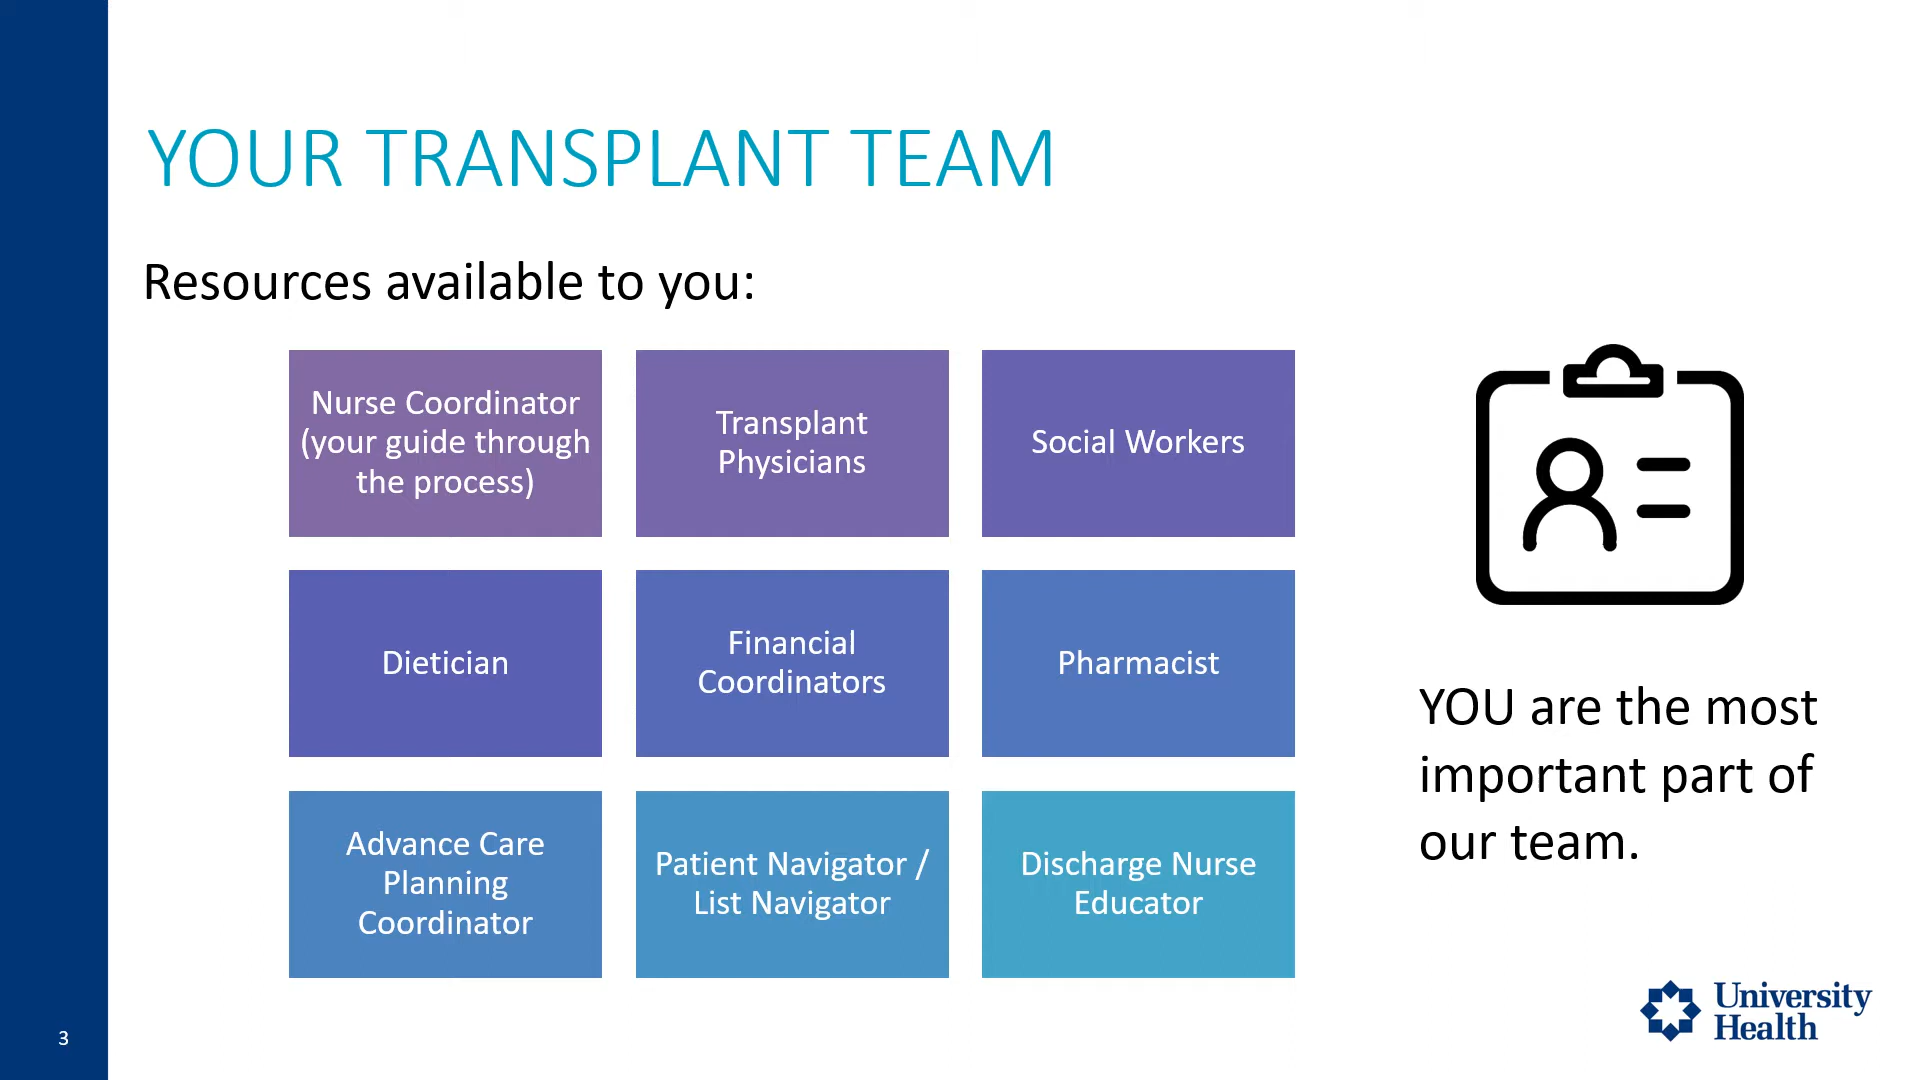 YOUR TRANSPLANT TEAM
Resources available to you:
Nurse Coordinator
(your guide through
the process)
Transplant
Physicians
Social Workers
Dietician
Financial
Coordinators
Pharmacist
Advance Care
Planning
Coordinator
Patient Navigator /
List Navigator
Discharge Nurse
Educator
YOU are the most
important part of
our team.
University
Health
3